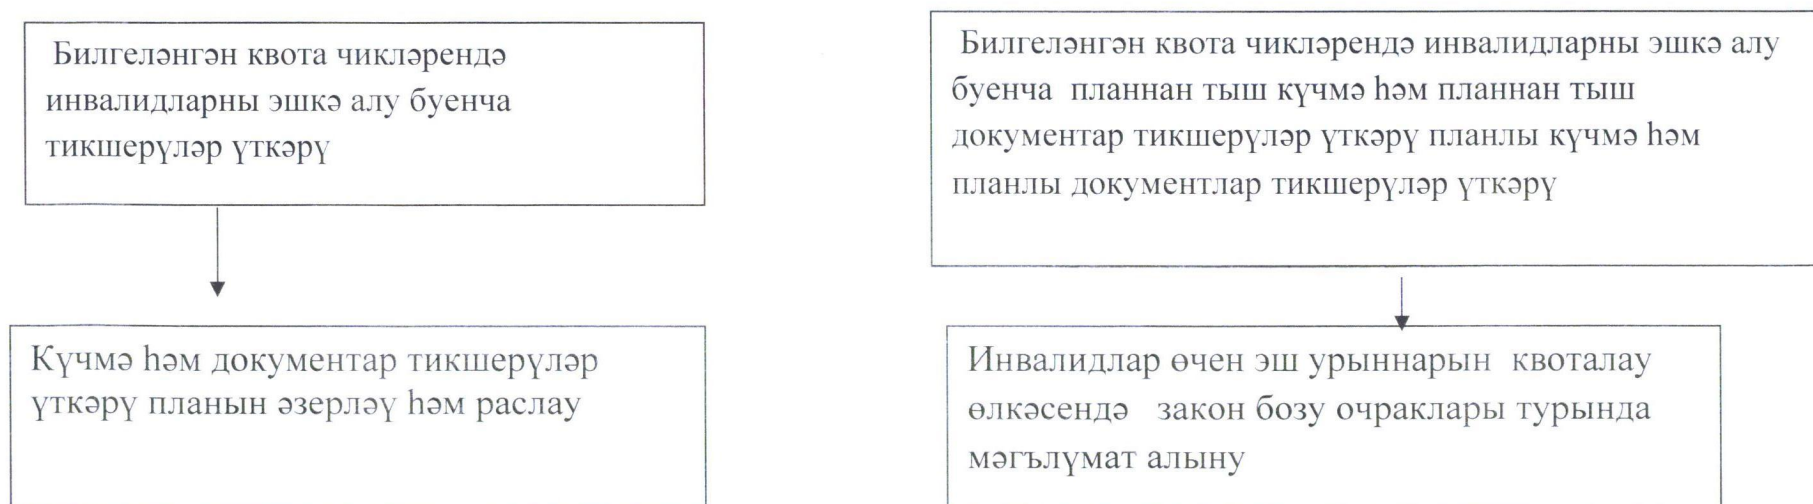 Билгеләнгән квота чикләрендә
инвалидларны эшкә алу буенча
тикшерүләр үткәрү
Билгеләнгән квота чикләрендә инвалидларны эшкә алу
буенча планнан тыш күчмә һәм планнан тыш
документар тикшерүләр үткәрү планлы күчмә һәм
планлы документлар тикшерүләр үткәрү
Күчмә һәм документар тикшерүләр
үткәрү планын әзерләү һәм раслау
Инвалидлар өчен эш урыннарын квоталау
өлкәсендә закон бозу очраклары турында
мәгълүмат алыну